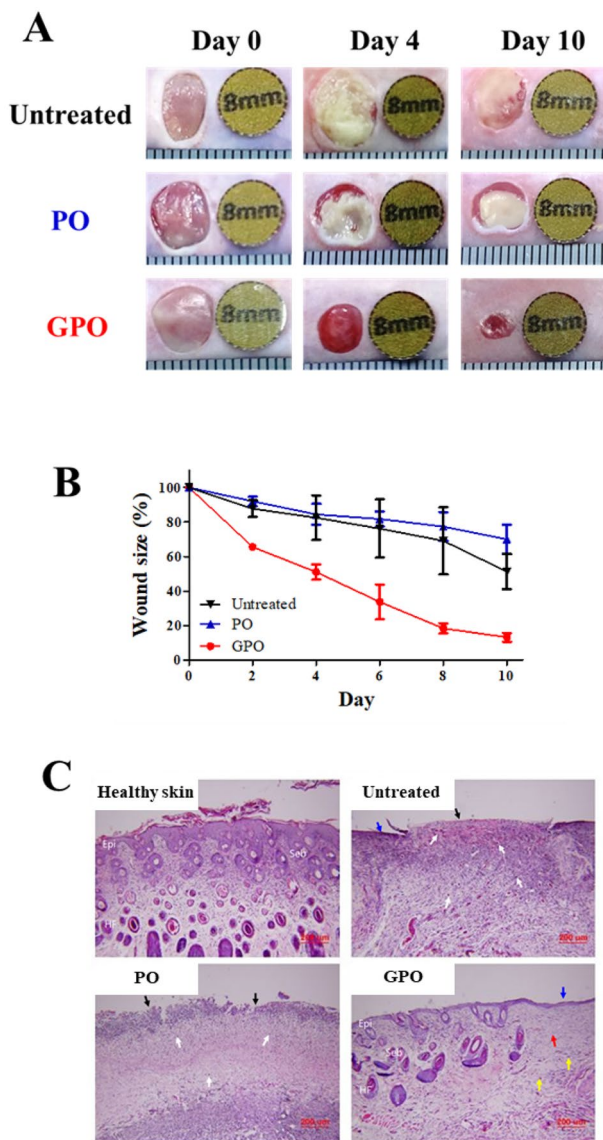 A
Day 0 Day 4 Day 10
Untreated
8mm 8mm 8mm
PO
8mm 8mm 8mm
GPO
8mm 8mm 8mm
B
Wound size (%)
100
80
60
40
20
0
Untreated
PO
GPO
0 2 4 6 8 10
Day
C
Healthy skin Untreated
Epi Seb
HF
200 um 200 um
PO GPO
Epi
Seb
HF
200 um 200 um